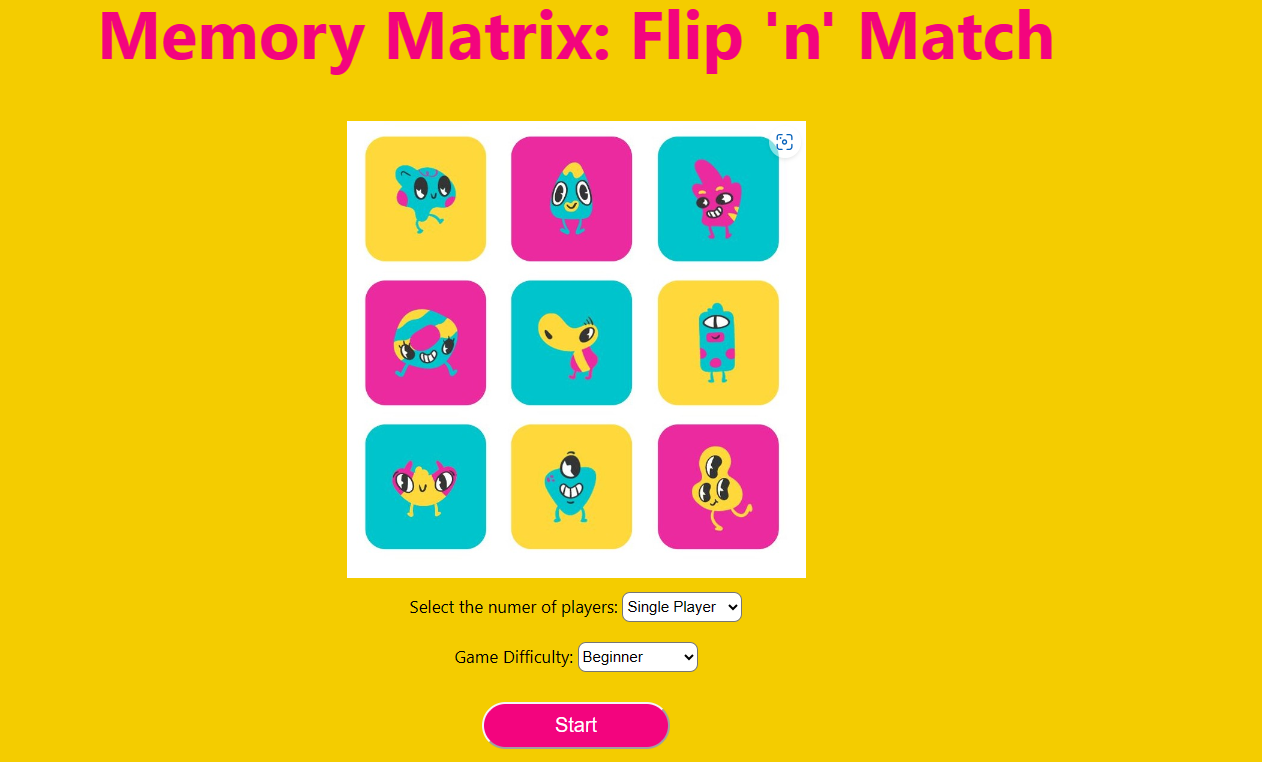 Memory Matrix: Flip 'n' Match
Select the numer of players: Single Player
Game Difficulty: Beginner
Start